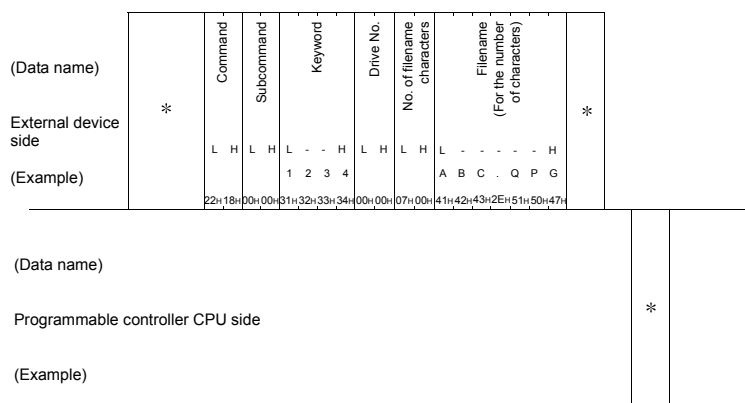 (Data name)
Command
Subcommand
Keyword
Drive No.
No. of filename
characters
Filename
(For the number
of characters)
*
*
External device
side
L H L H L - - H L H L H L - - - - - H
(Example)
1 2 3 4 A B C . Q P G
22H 18H 00H 00H 31H 32H 33H 34H 00H 00H 07H 00H 41H 42H 43H 2EH 51H 50H 47H
(Data name)
Programmable controller CPU side
*
(Example)